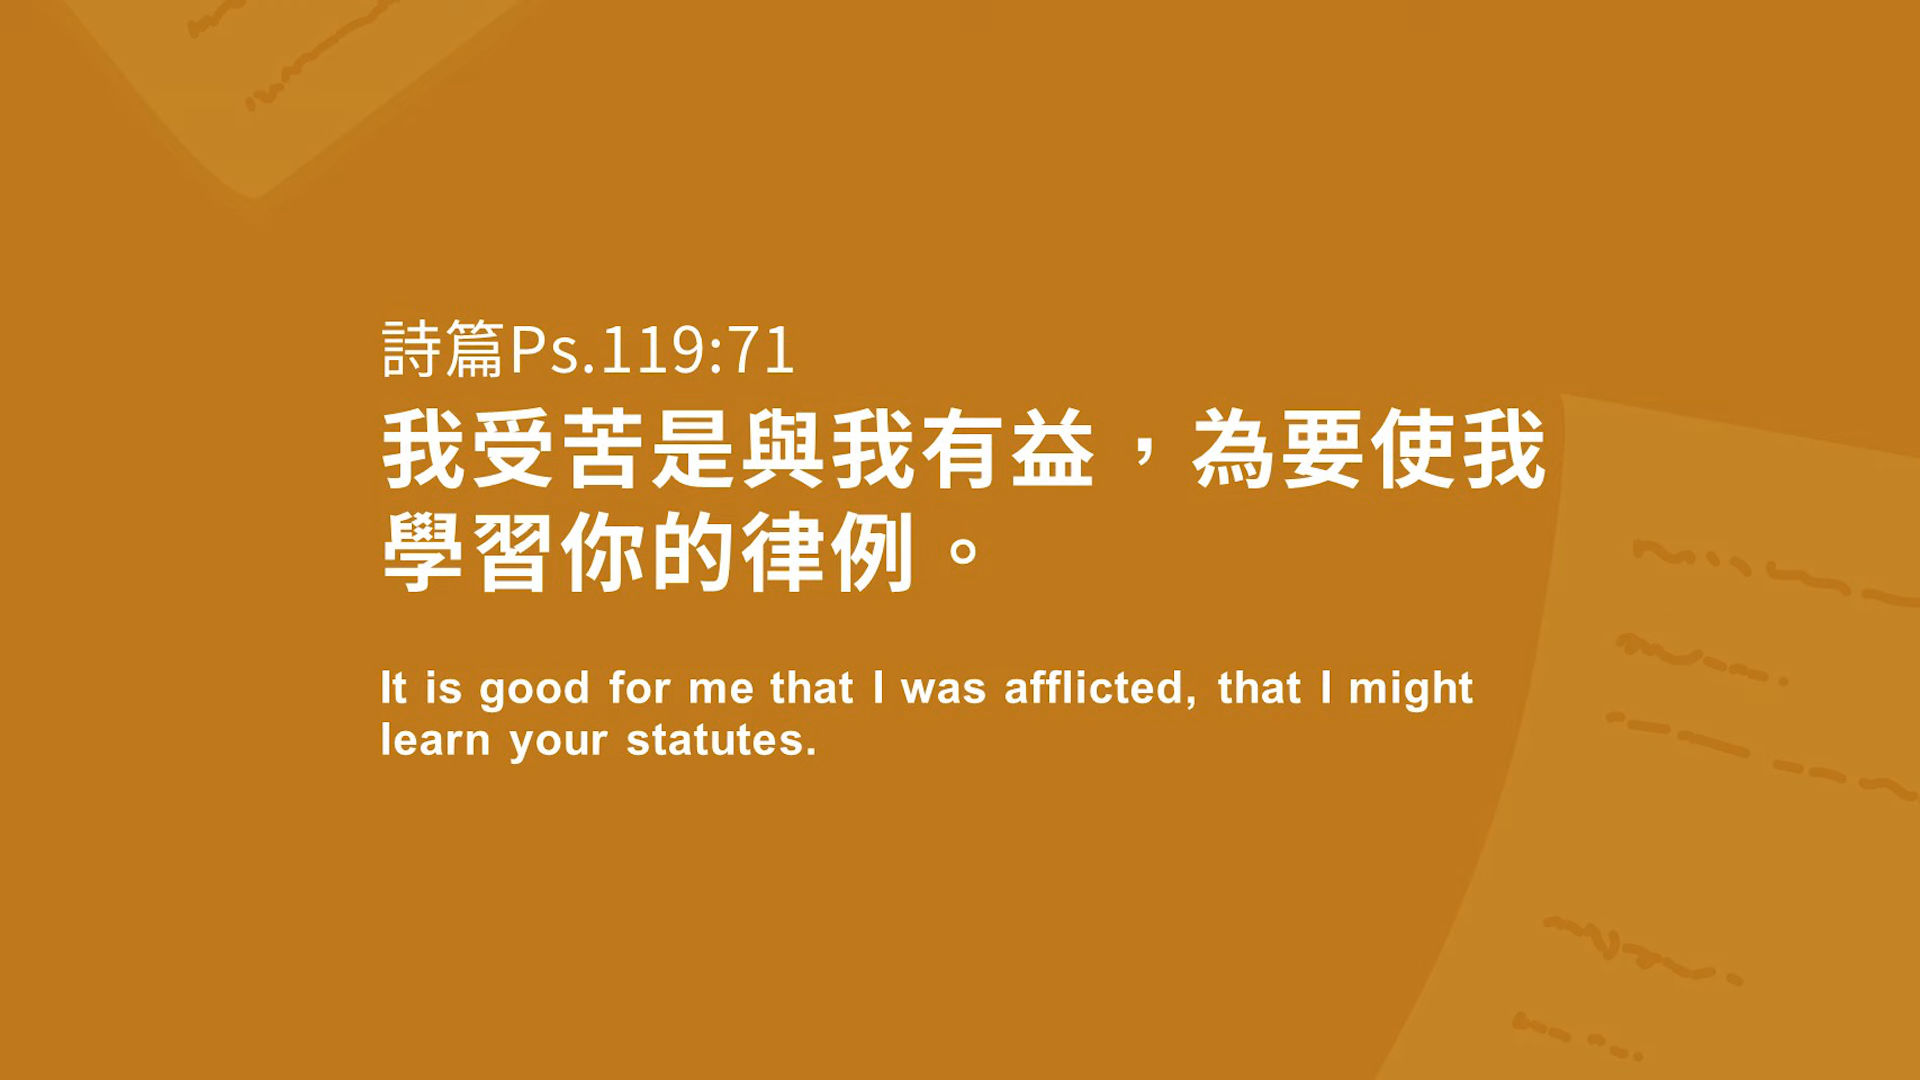 詩篇Ps.119:71
我受苦是與我有益，為要使我
學習你的律例。
It is good for me that I was afflicted, that I might
learn your statutes.